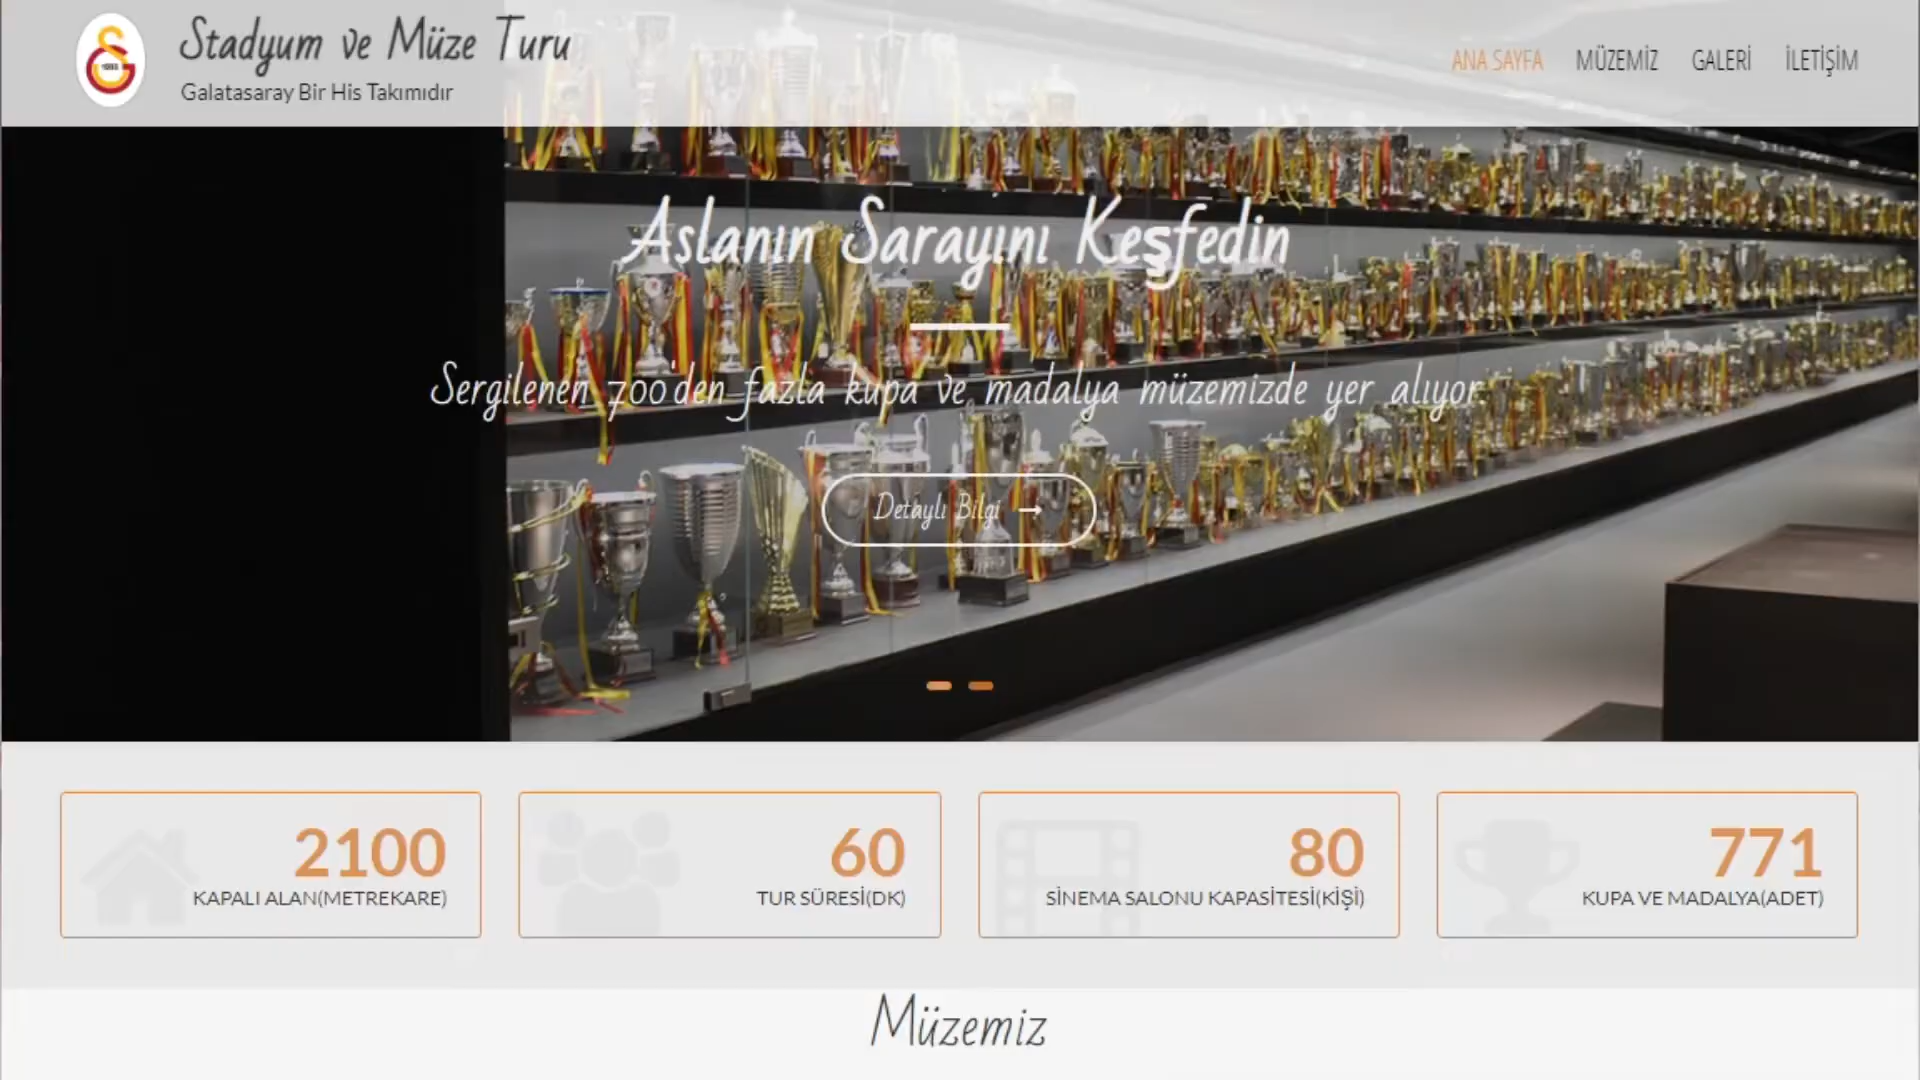 Stadyum ve Müze Turu
Galatasaray Bir His Takımıdır
ANA SAYFA
MÜZEMİZ
GALERİ
İLETİŞİM
Aslanın Sarayını Keşfedin
Sergilenen 700'den fazla kupa ve madalya müzemizde yer alıyor.
Detaylı Bilgi →
2100
KAPALI ALAN(METREKARE)
60
TUR SÜRESİ(DK)
80
SİNEMA SALONU KAPASİTESİ(KİŞİ)
771
KUPA VE MADALYA(ADET)
Müzemiz